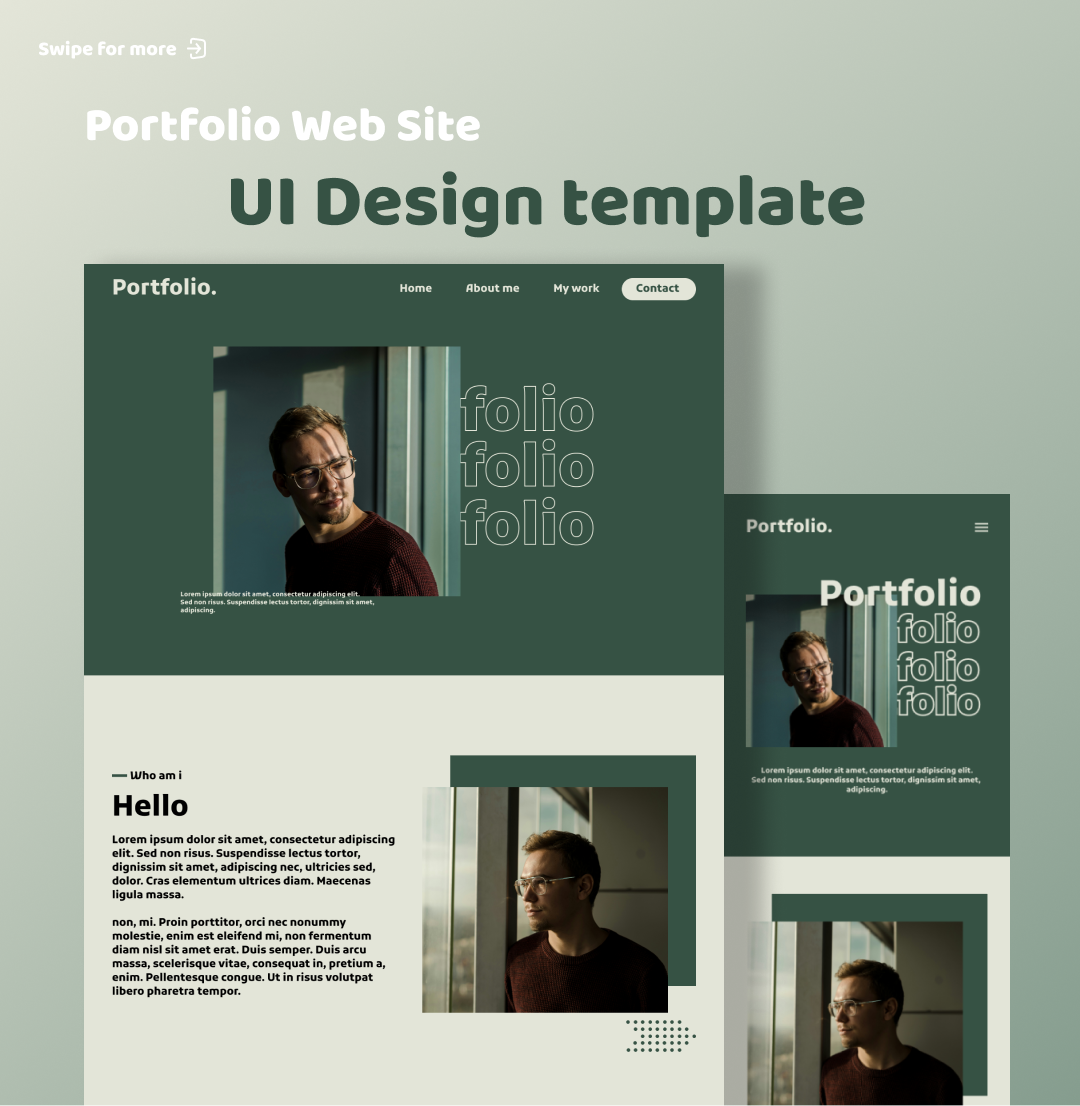 Swipe for more
Portfolio Web Site
UI Design template
Portfolio.
Home About me My work Contact
folio
folio
folio
Lorem ipsum dolor sit amet, consectetur adipiscing elit.
Sed non risus. Suspendisse lectus tortor, dignissim sit amet,
adipiscing.
Who am i
Hello
Lorem ipsum dolor sit amet, consectetur adipiscing
elit. Sed non risus. Suspendisse lectus tortor,
dignissim sit amet, adipiscing nec, ultricies sed,
dolor. Cras elementum ultrices diam. Maecenas
ligula massa.
non, mi. Proin porttitor, orci nec nonummy
molestie, enim est eleifend mi, non fermentum
diam nisl sit amet erat. Duis semper. Duis arcu
massa, scelerisque vitae, consequat in, pretium a,
enim. Pellentesque congue. Ut in risus volutpat
libero pharetra tempor.
Portfolio.
Portfolio
folio
folio
folio
Lorem ipsum dolor sit amet, consectetur adipiscing elit.
Sed non risus. Suspendisse lectus tortor, dignissim sit amet,
adipiscing.